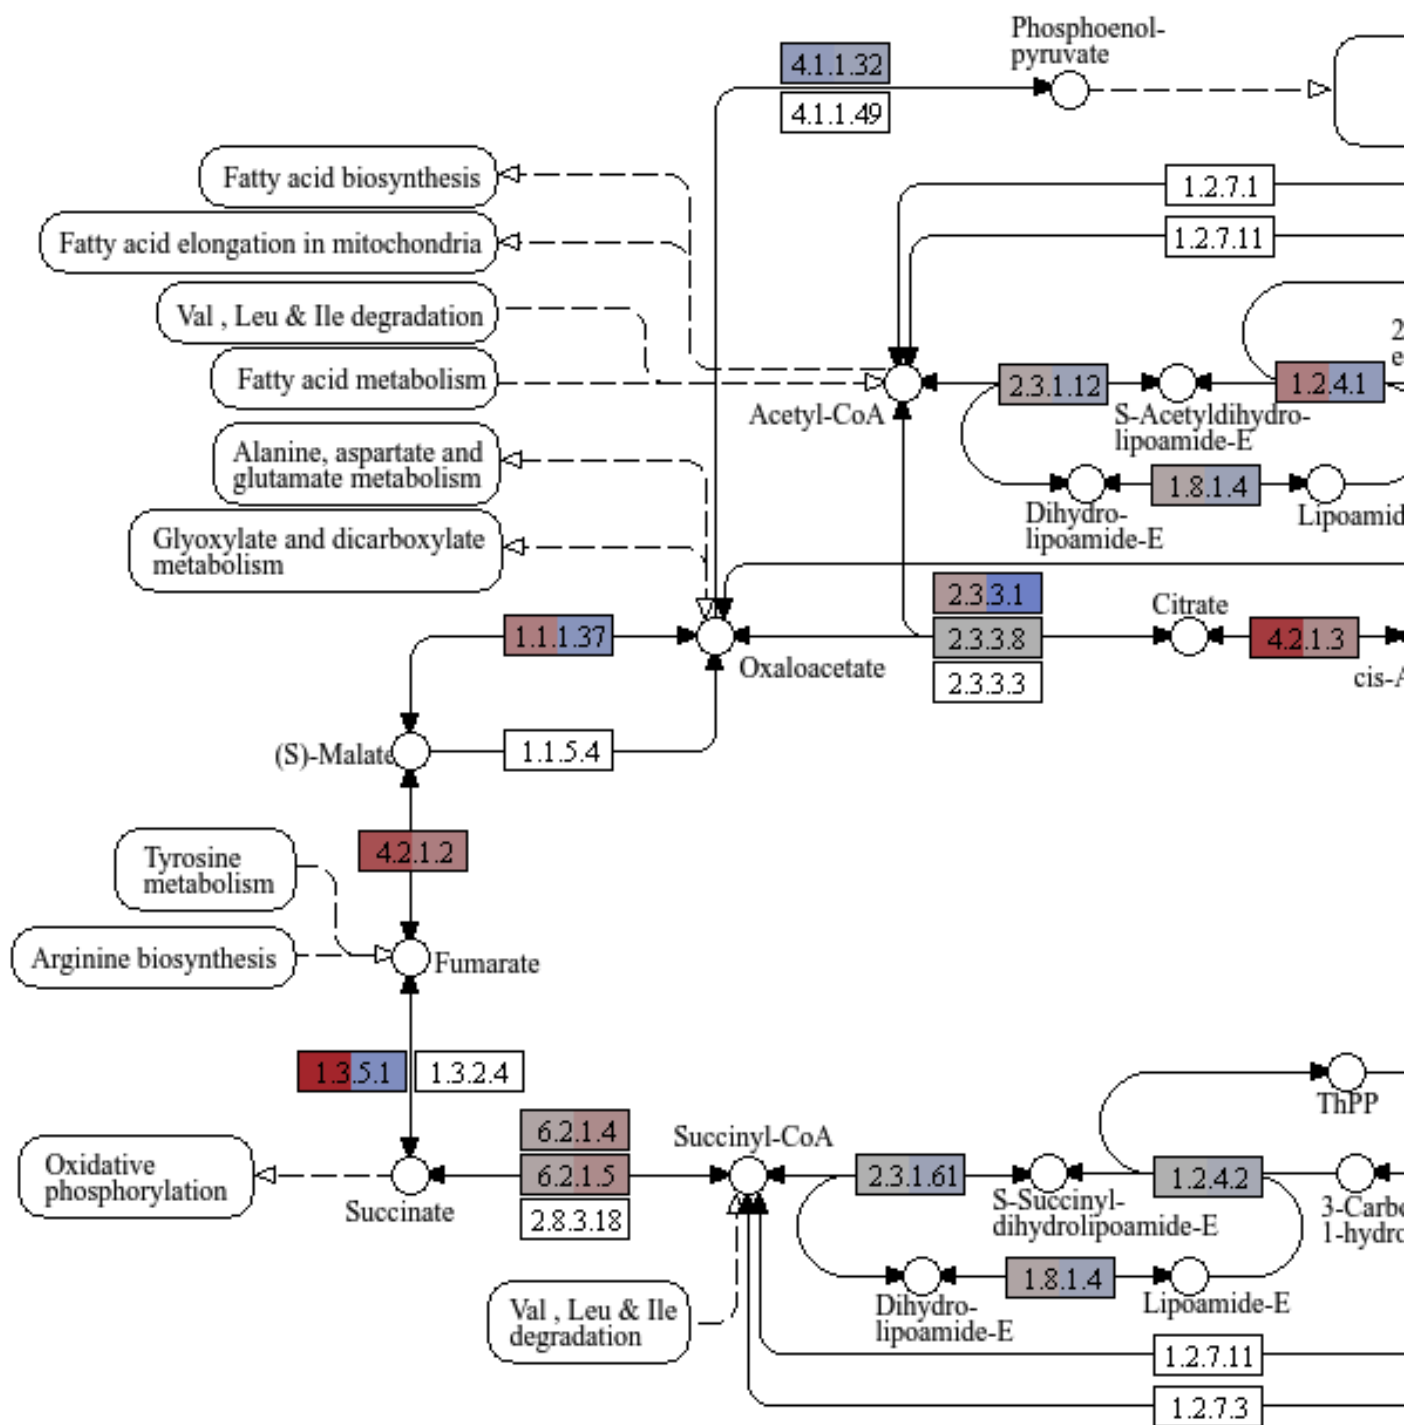 Phosphoenol-
pyruvate
4.1.1.32
4.1.1.49
Fatty acid biosynthesis
1.2.7.1
Fatty acid elongation in mitochondria
1.2.7.11
Val , Leu & Ile degradation
2
e
Fatty acid metabolism
2.3.1.12
1.2.4.1
Acetyl-CoA
S-Acetyldihydro-
lipoamide-E
Alanine, aspartate and
glutamate metabolism
1.8.1.4
Dihydro-
lipoamide-E
Lipoamid
Glyoxylate and dicarboxylate
metabolism
2.3.3.1
Citrate
1.1.1.37
2.3.3.8
4.2.1.3
Oxaloacetate
2.3.3.3
cis-A
(S)-Malate
1.1.5.4
4.2.1.2
Tyrosine
metabolism
Arginine biosynthesis
Fumarate
1.3.5.1
1.3.2.4
ThPP
6.2.1.4
Succinyl-CoA
Oxidative
phosphorylation
6.2.1.5
2.3.1.61
1.2.4.2
Succinate
2.8.3.18
S-Succinyl-
dihydrolipoamide-E
3-Carbo
1-hydro
1.8.1.4
Val , Leu & Ile
degradation
Dihydro-
lipoamide-E
Lipoamide-E
1.2.7.11
1.2.7.3